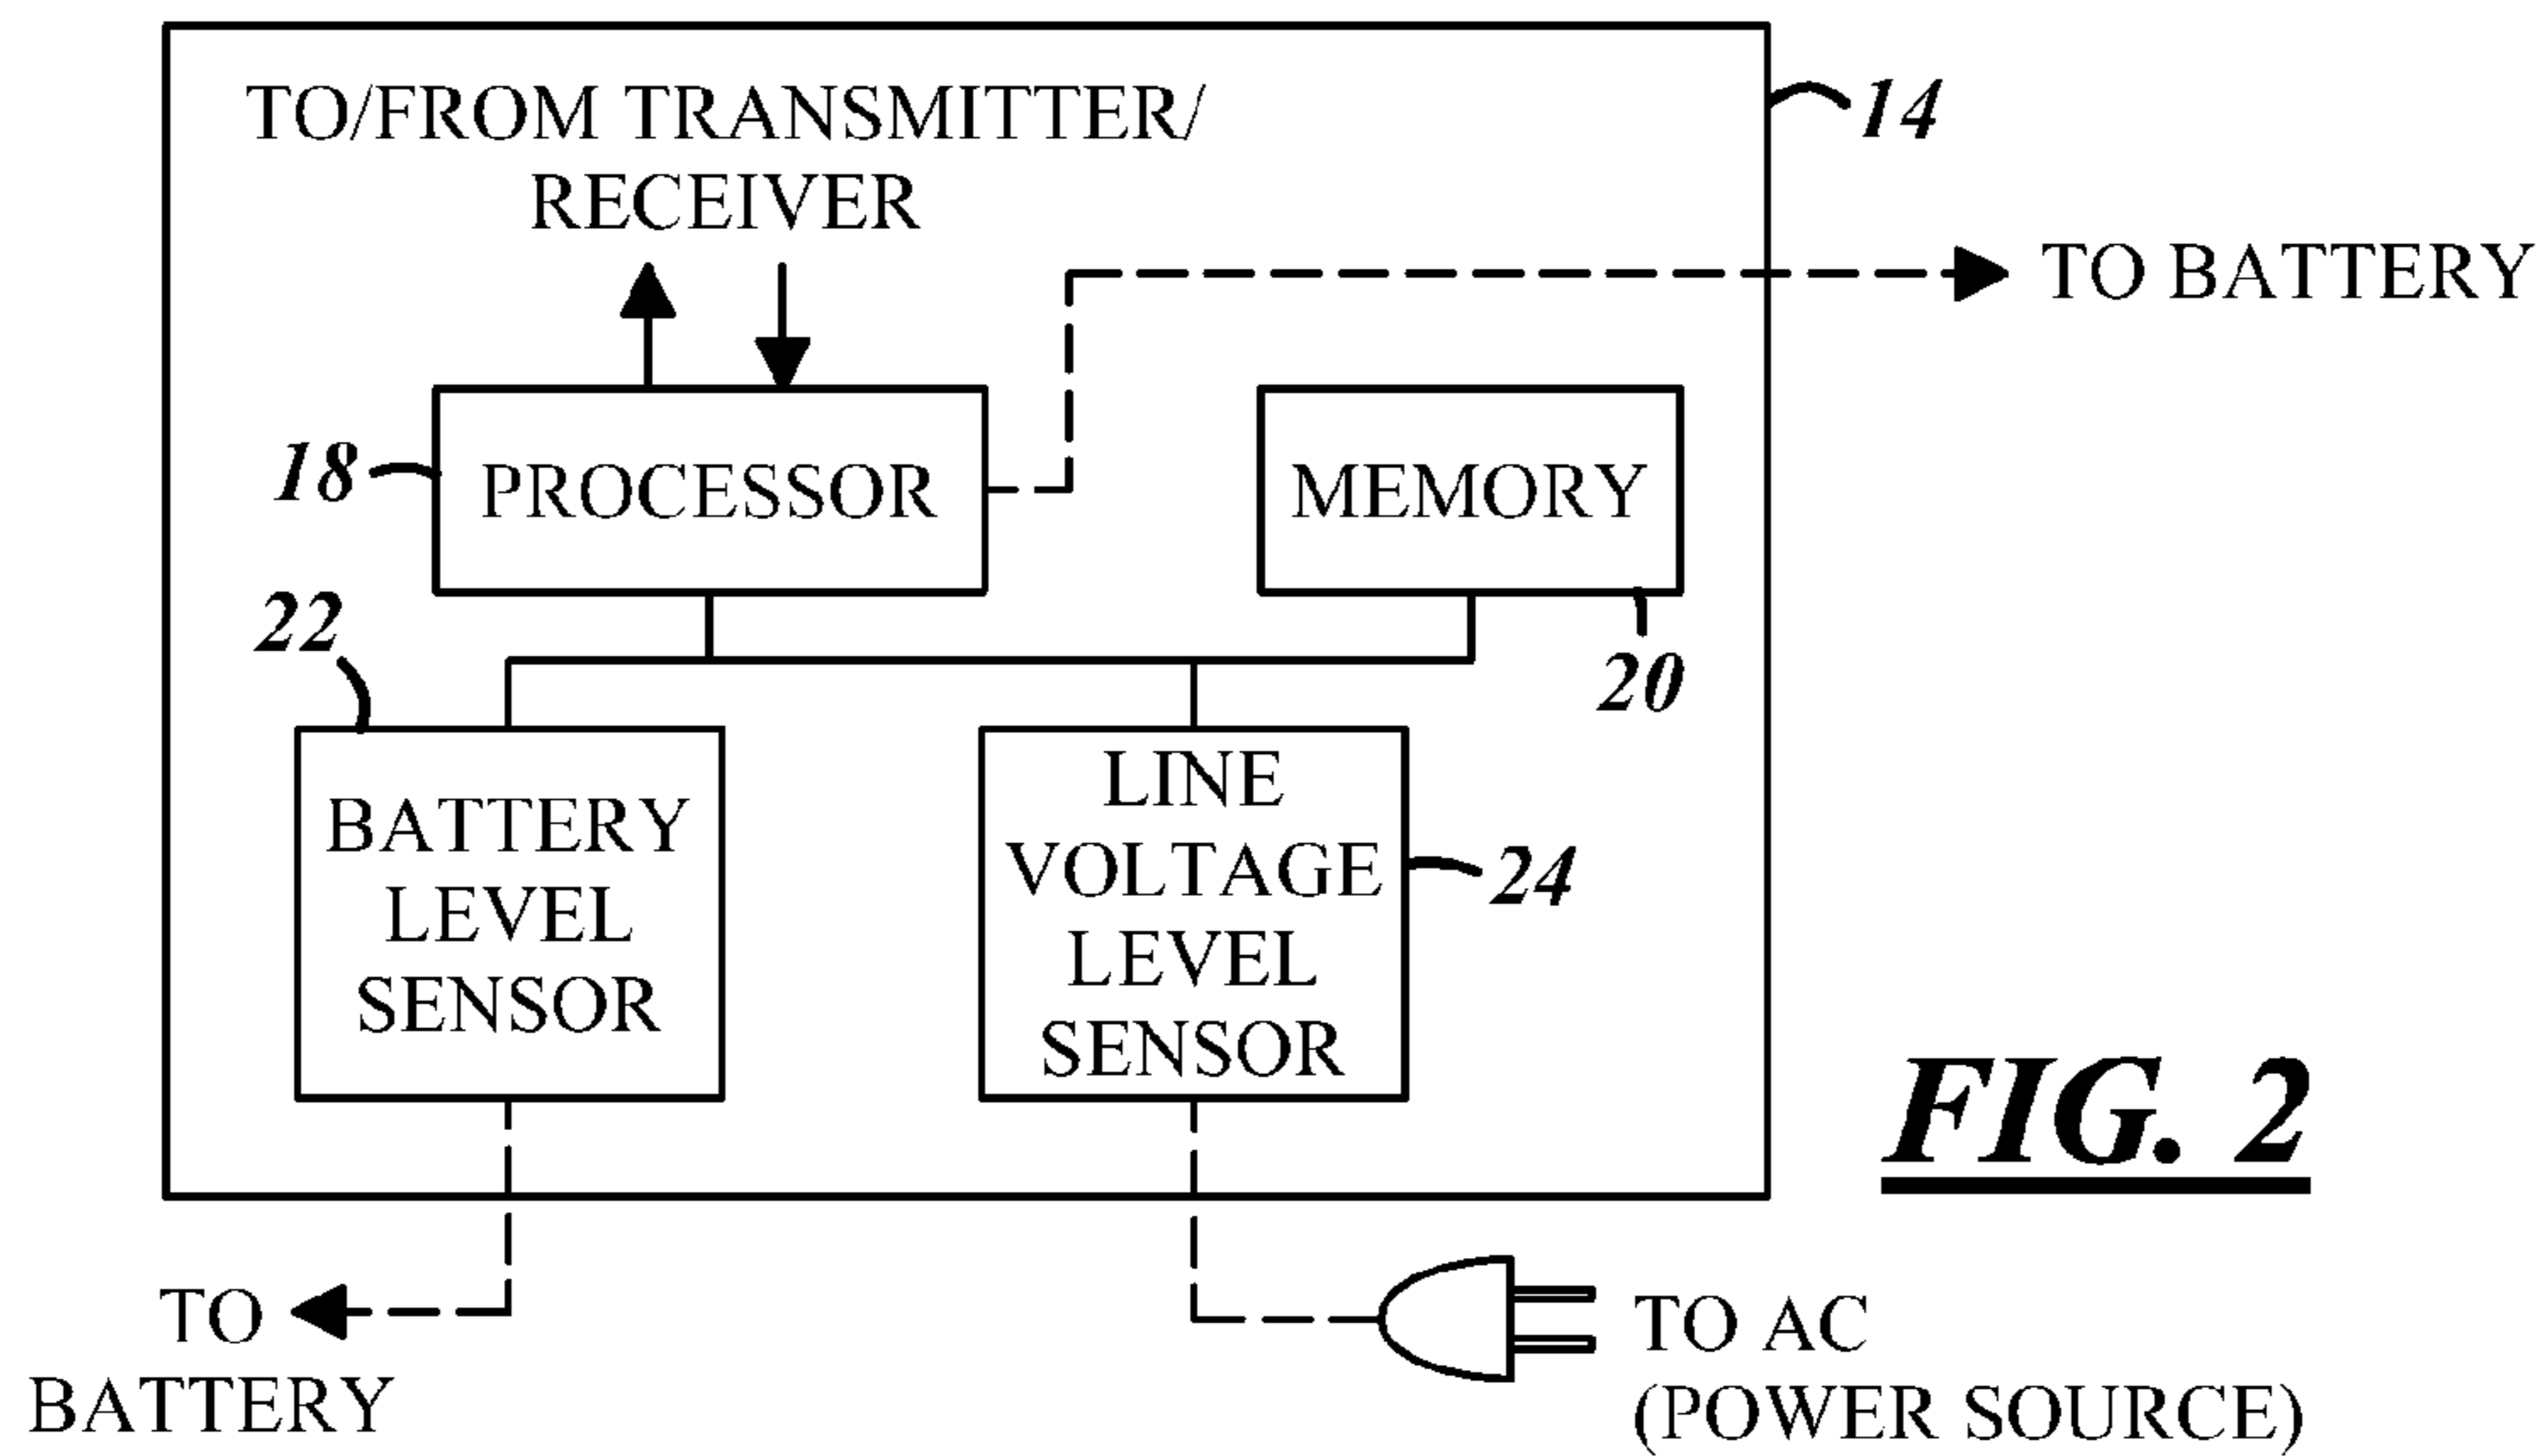 TO/FROM TRANSMITTER/
RECEIVER
14
TO BATTERY
18
PROCESSOR
MEMORY
22
20
BATTERY
LEVEL
SENSOR
LINE
VOLTAGE
LEVEL
SENSOR
24
FIG. 2
TO
BATTERY
TO AC
(POWER SOURCE)